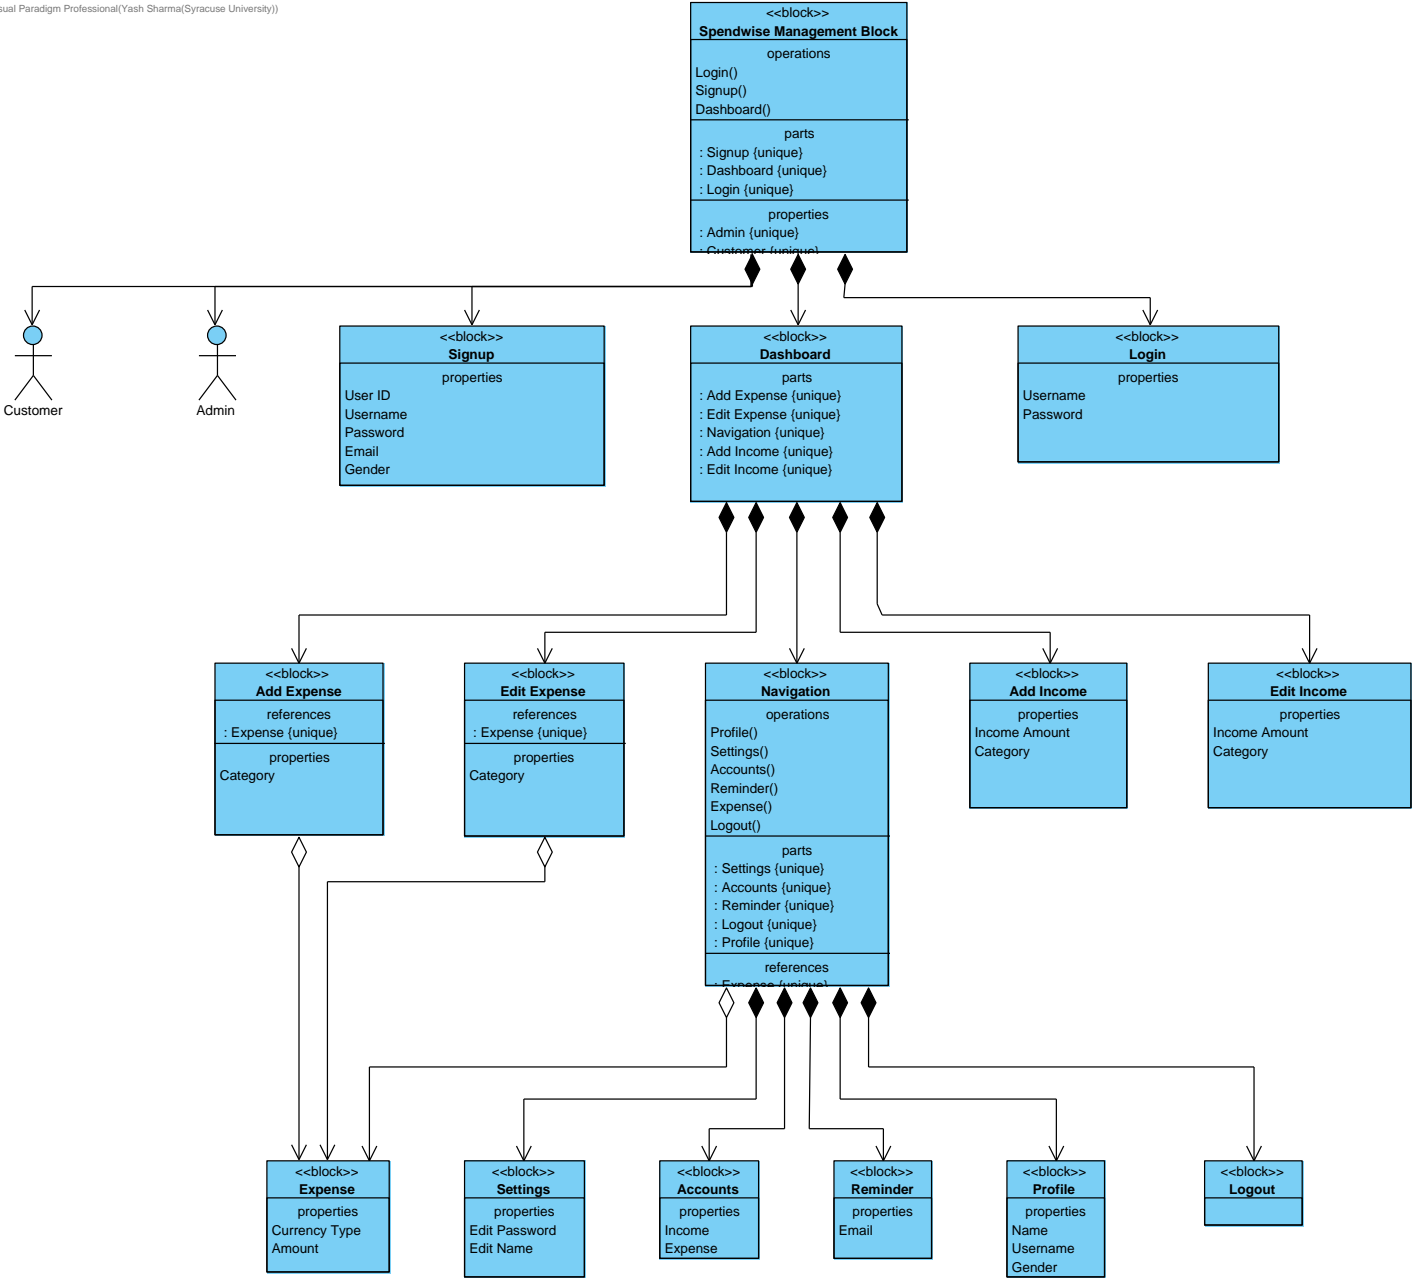 sual Paradigm Professional(Yash Sharma(Syracuse University))
<<block>>
Spendwise Management Block
operations
Login()
Signup()
Dashboard()
parts
: Signup {unique}
: Dashboard {unique}
: Login {unique}
properties
: Admin {unique}
: Customer {unique}
Customer
Admin
<<block>>
Signup
properties
User ID
Username
Password
Email
Gender
<<block>>
Dashboard
parts
: Add Expense {unique}
: Edit Expense {unique}
: Navigation {unique}
: Add Income {unique}
: Edit Income {unique}
<<block>>
Login
properties
Username
Password
<<block>>
Add Expense
references
: Expense {unique}
properties
Category
<<block>>
Edit Expense
references
: Expense {unique}
properties
Category
<<block>>
Navigation
operations
Profile()
Settings()
Accounts()
Reminder()
Expense()
Logout()
parts
: Settings {unique}
: Accounts {unique}
: Reminder {unique}
: Logout {unique}
: Profile {unique}
references
: Expense {unique}
<<block>>
Add Income
properties
Income Amount
Category
<<block>>
Edit Income
properties
Income Amount
Category
<<block>>
Expense
properties
Currency Type
Amount
<<block>>
Settings
properties
Edit Password
Edit Name
<<block>>
Accounts
properties
Income
Expense
<<block>>
Reminder
properties
Email
<<block>>
Profile
properties
Name
Username
Gender
<<block>>
Logout